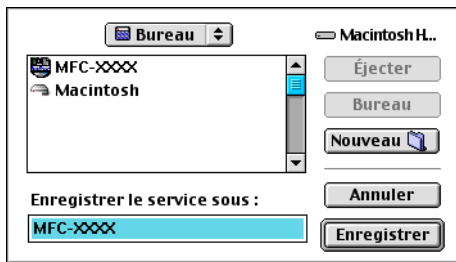 Bureau
Macintosh H...
MFC-XXXX
Macintosh
Éjecter
Bureau
Nouveau
Enregistrer le service sous :
MFC-XXXX
Annuler
Enregistrer